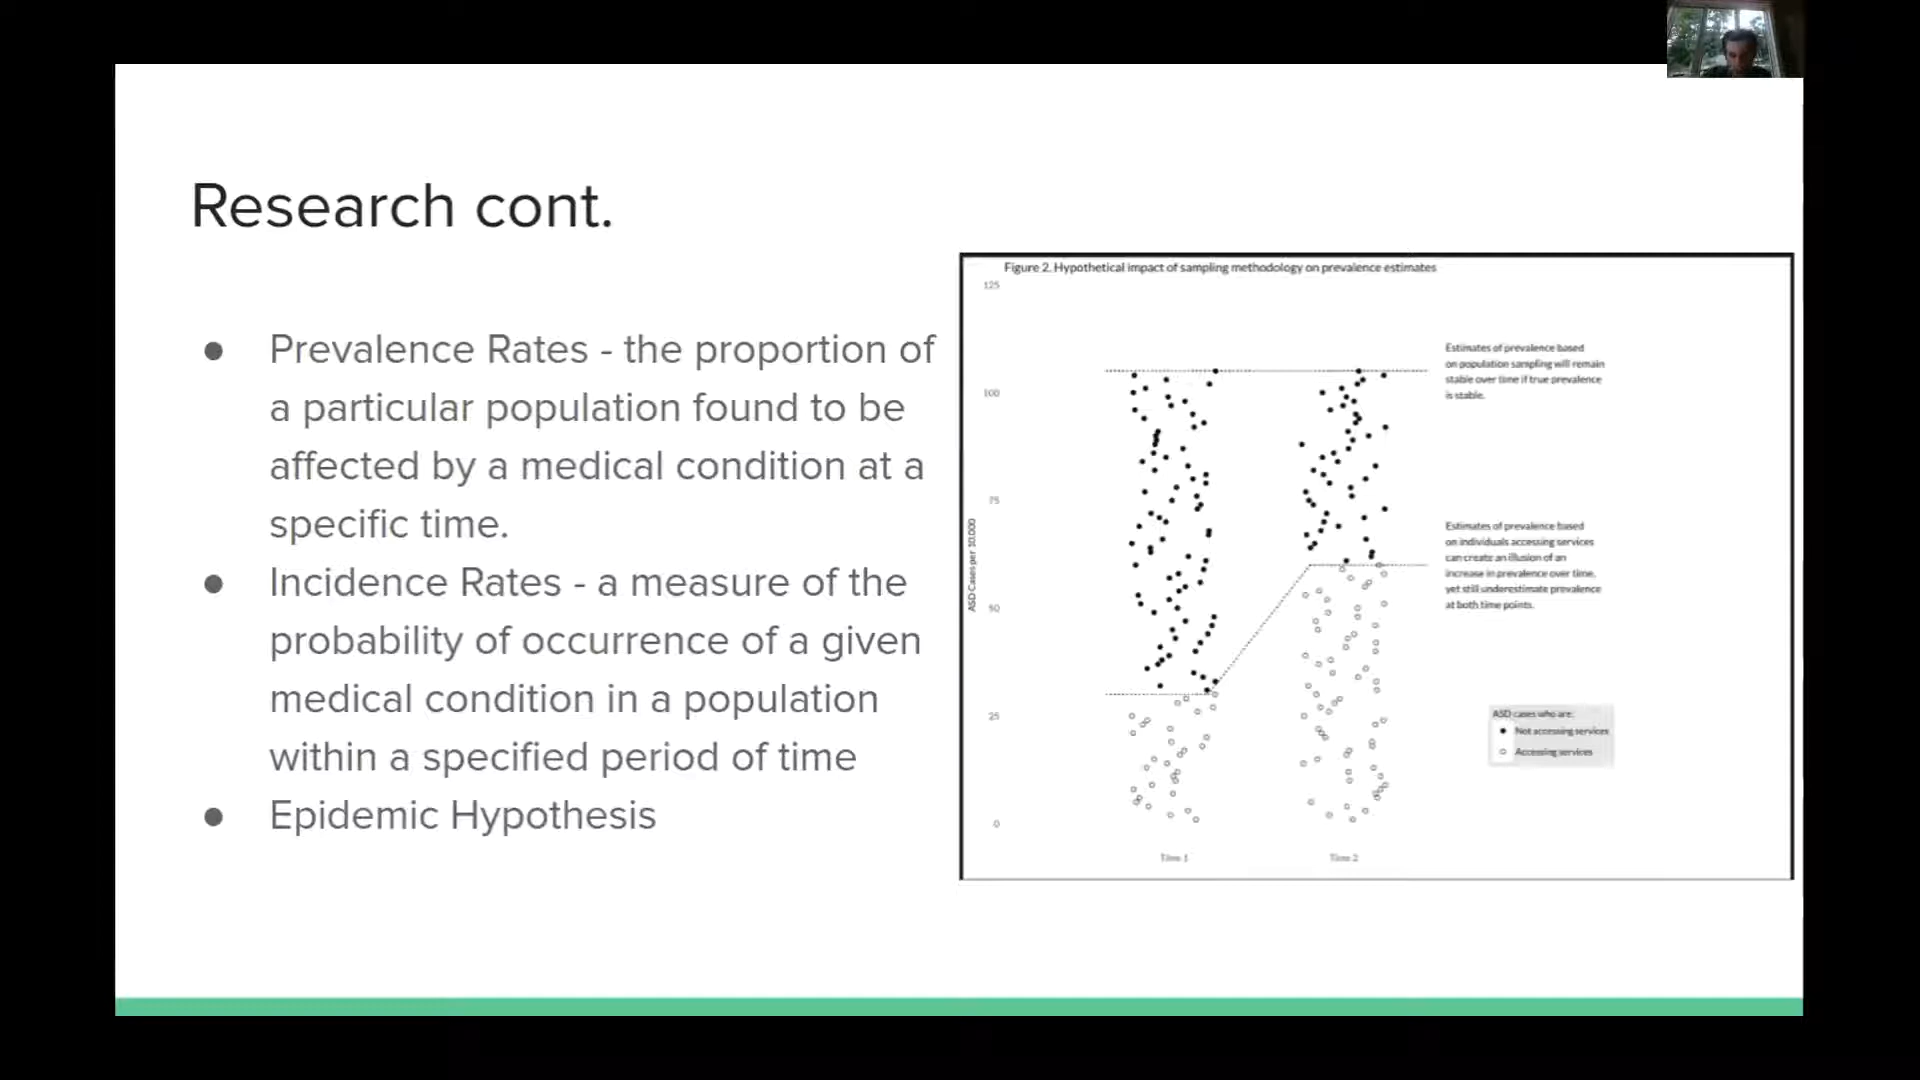 Research cont.
● Prevalence Rates - the proportion of
a particular population found to be
affected by a medical condition at a
specific time.
● Incidence Rates - a measure of the
probability of occurrence of a given
medical condition in a population
within a specified period of time
● Epidemic Hypothesis
Figure 2. Hypothetical impact of sampling methodology on prevalence estimates
125
100
75
50
25
0
ASD Cases per 10,000
Time 1
Time 2
Estimates of prevalence based
on population sampling will remain
stable over time if true prevalence
is stable.
Estimates of prevalence based
on individuals accessing services
can create an illusion of an
increase in prevalence over time,
yet still underestimate prevalence
at both time points.
ASD cases who are:
Not accessing services
Accessing services